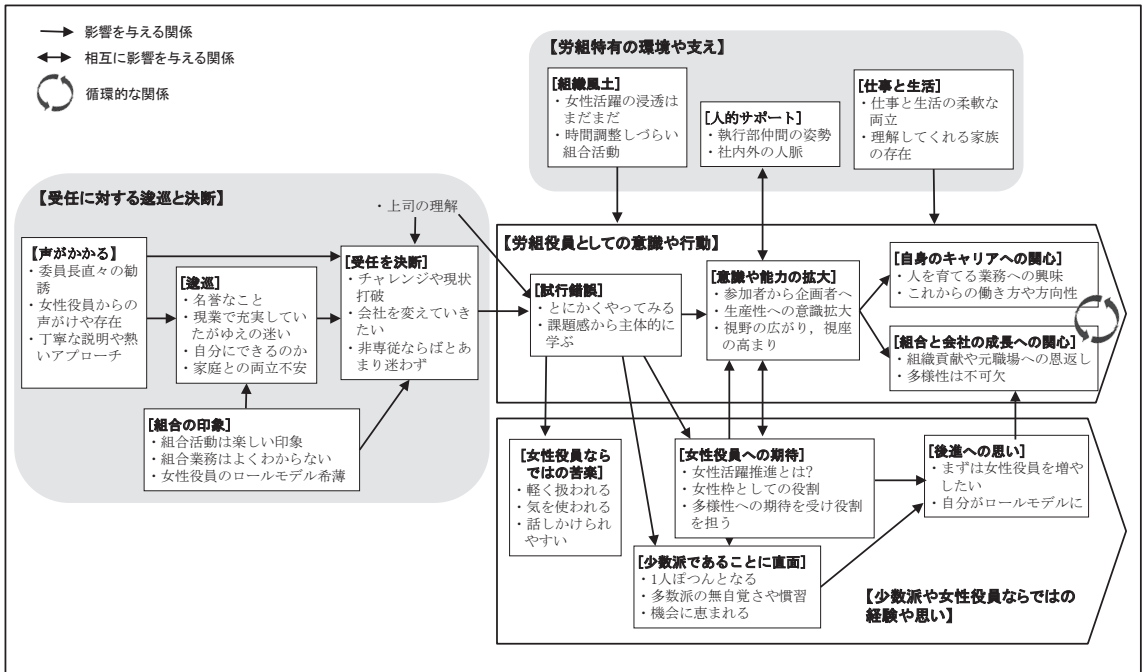 影響を与える関係
相互に影響を与える関係
循環的な関係
【労組特有の環境や支え】
[組織風土]
・女性活躍の浸透は
まだまだ
・時間調整しづらい
組合活動
[人的サポート]
・執行部仲間の姿勢
・社内外の人脈
[仕事と生活]
・仕事と生活の柔軟な
両立
・理解してくれる家族
の存在
【受任に対する逡巡と決断】
・上司の理解
【声がかかる】
・委員長直々の勧
誘
・女性役員からの
声がけや存在
・丁寧な説明や熱
いアプローチ
[逡巡]
・名誉なこと
・現業で充実してい
たがゆえの迷い
・自分にできるのか
・家庭との両立不安
[受任を決断]
・チャレンジや現状
打破
・会社を変えていき
たい
・非専従ならばとあ
まり迷わず
[組合の印象]
・組合活動は楽しい印象
・組合業務はよくわからない
・女性役員のロールモデル希薄
【労組役員としての意識や行動】
[試行錯誤]
・とにかくやってみる
・課題感から主体的に
学ぶ
[意識や能力の拡大]
・参加者から企画者へ
・生産性への意識拡大
・視野の広がり，視座
の高まり
[自身のキャリアへの関心]
・人を育てる業務への興味
・これからの働き方や方向性
[組合と会社の成長への関心]
・組織貢献や元職場への恩返し
・多様性は不可欠
[女性役員なら
ではの苦楽]
・軽く扱われる
・気を使われる
・話しかけられ
やすい
[女性役員への期待]
・女性活躍推進とは?
・女性枠としての役割
・多様性への期待を受け役割
を担う
[後進への思い]
・まずは女性役員を増や
したい
・自分がロールモデルに
[少数派であることに直面]
・1人ぽつんとなる
・多数派の無自覚さや慣習
・機会に恵まれる
【少数派や女性役員ならではの
経験や思い】